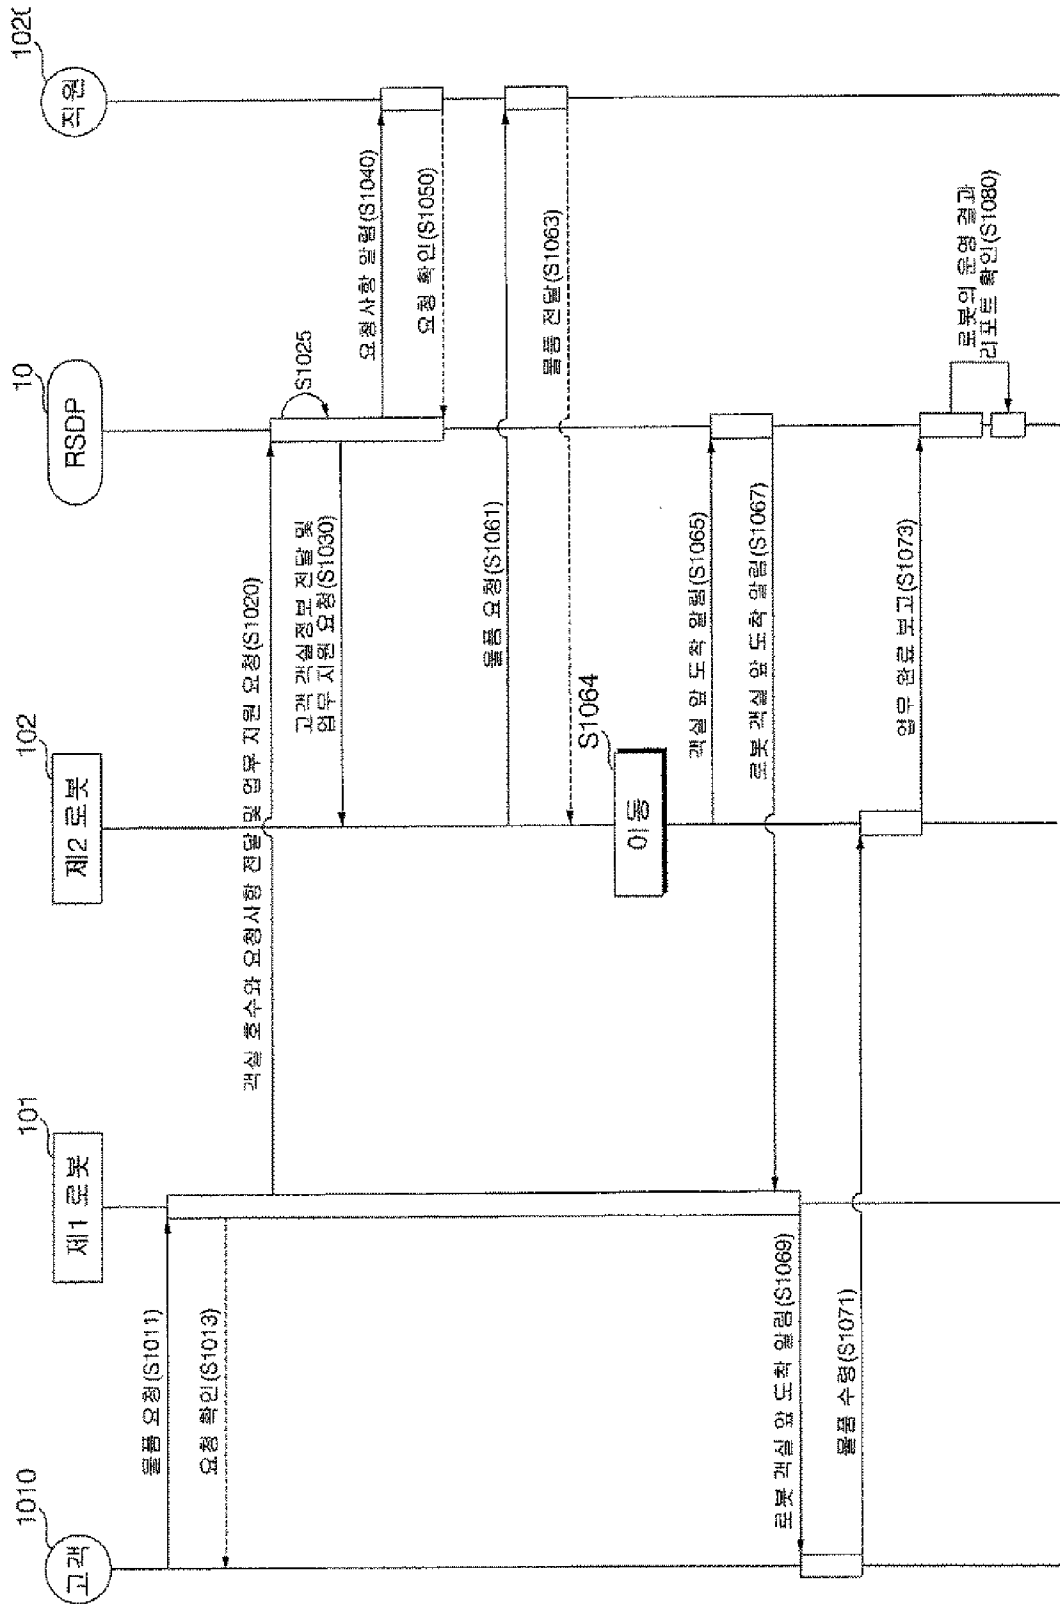 1010
고객
101
제1 로봇
102
제2 로봇
10
RSDP
102
직원
물품 요청(S1011)
요청 확인(S1013)
객실 호수와 요청사항 전달 및 업무 지원 요청(S1020)
S1025
고객 객실정보 전달 및
업무 지원 요청(S1030)
요청사항 알림(S1040)
요청 확인(S1050)
물품 요청(S1061)
물품 전달(S1063)
S1064
이동
객실 앞 도착 알림(S1065)
로봇 객실 앞 도착 알림(S1067)
로봇 객실 앞 도착 알림(S1069)
물품 수령(S1071)
업무 완료 보고(S1073)
로봇의 운영 결과
리포트 확인(S1080)